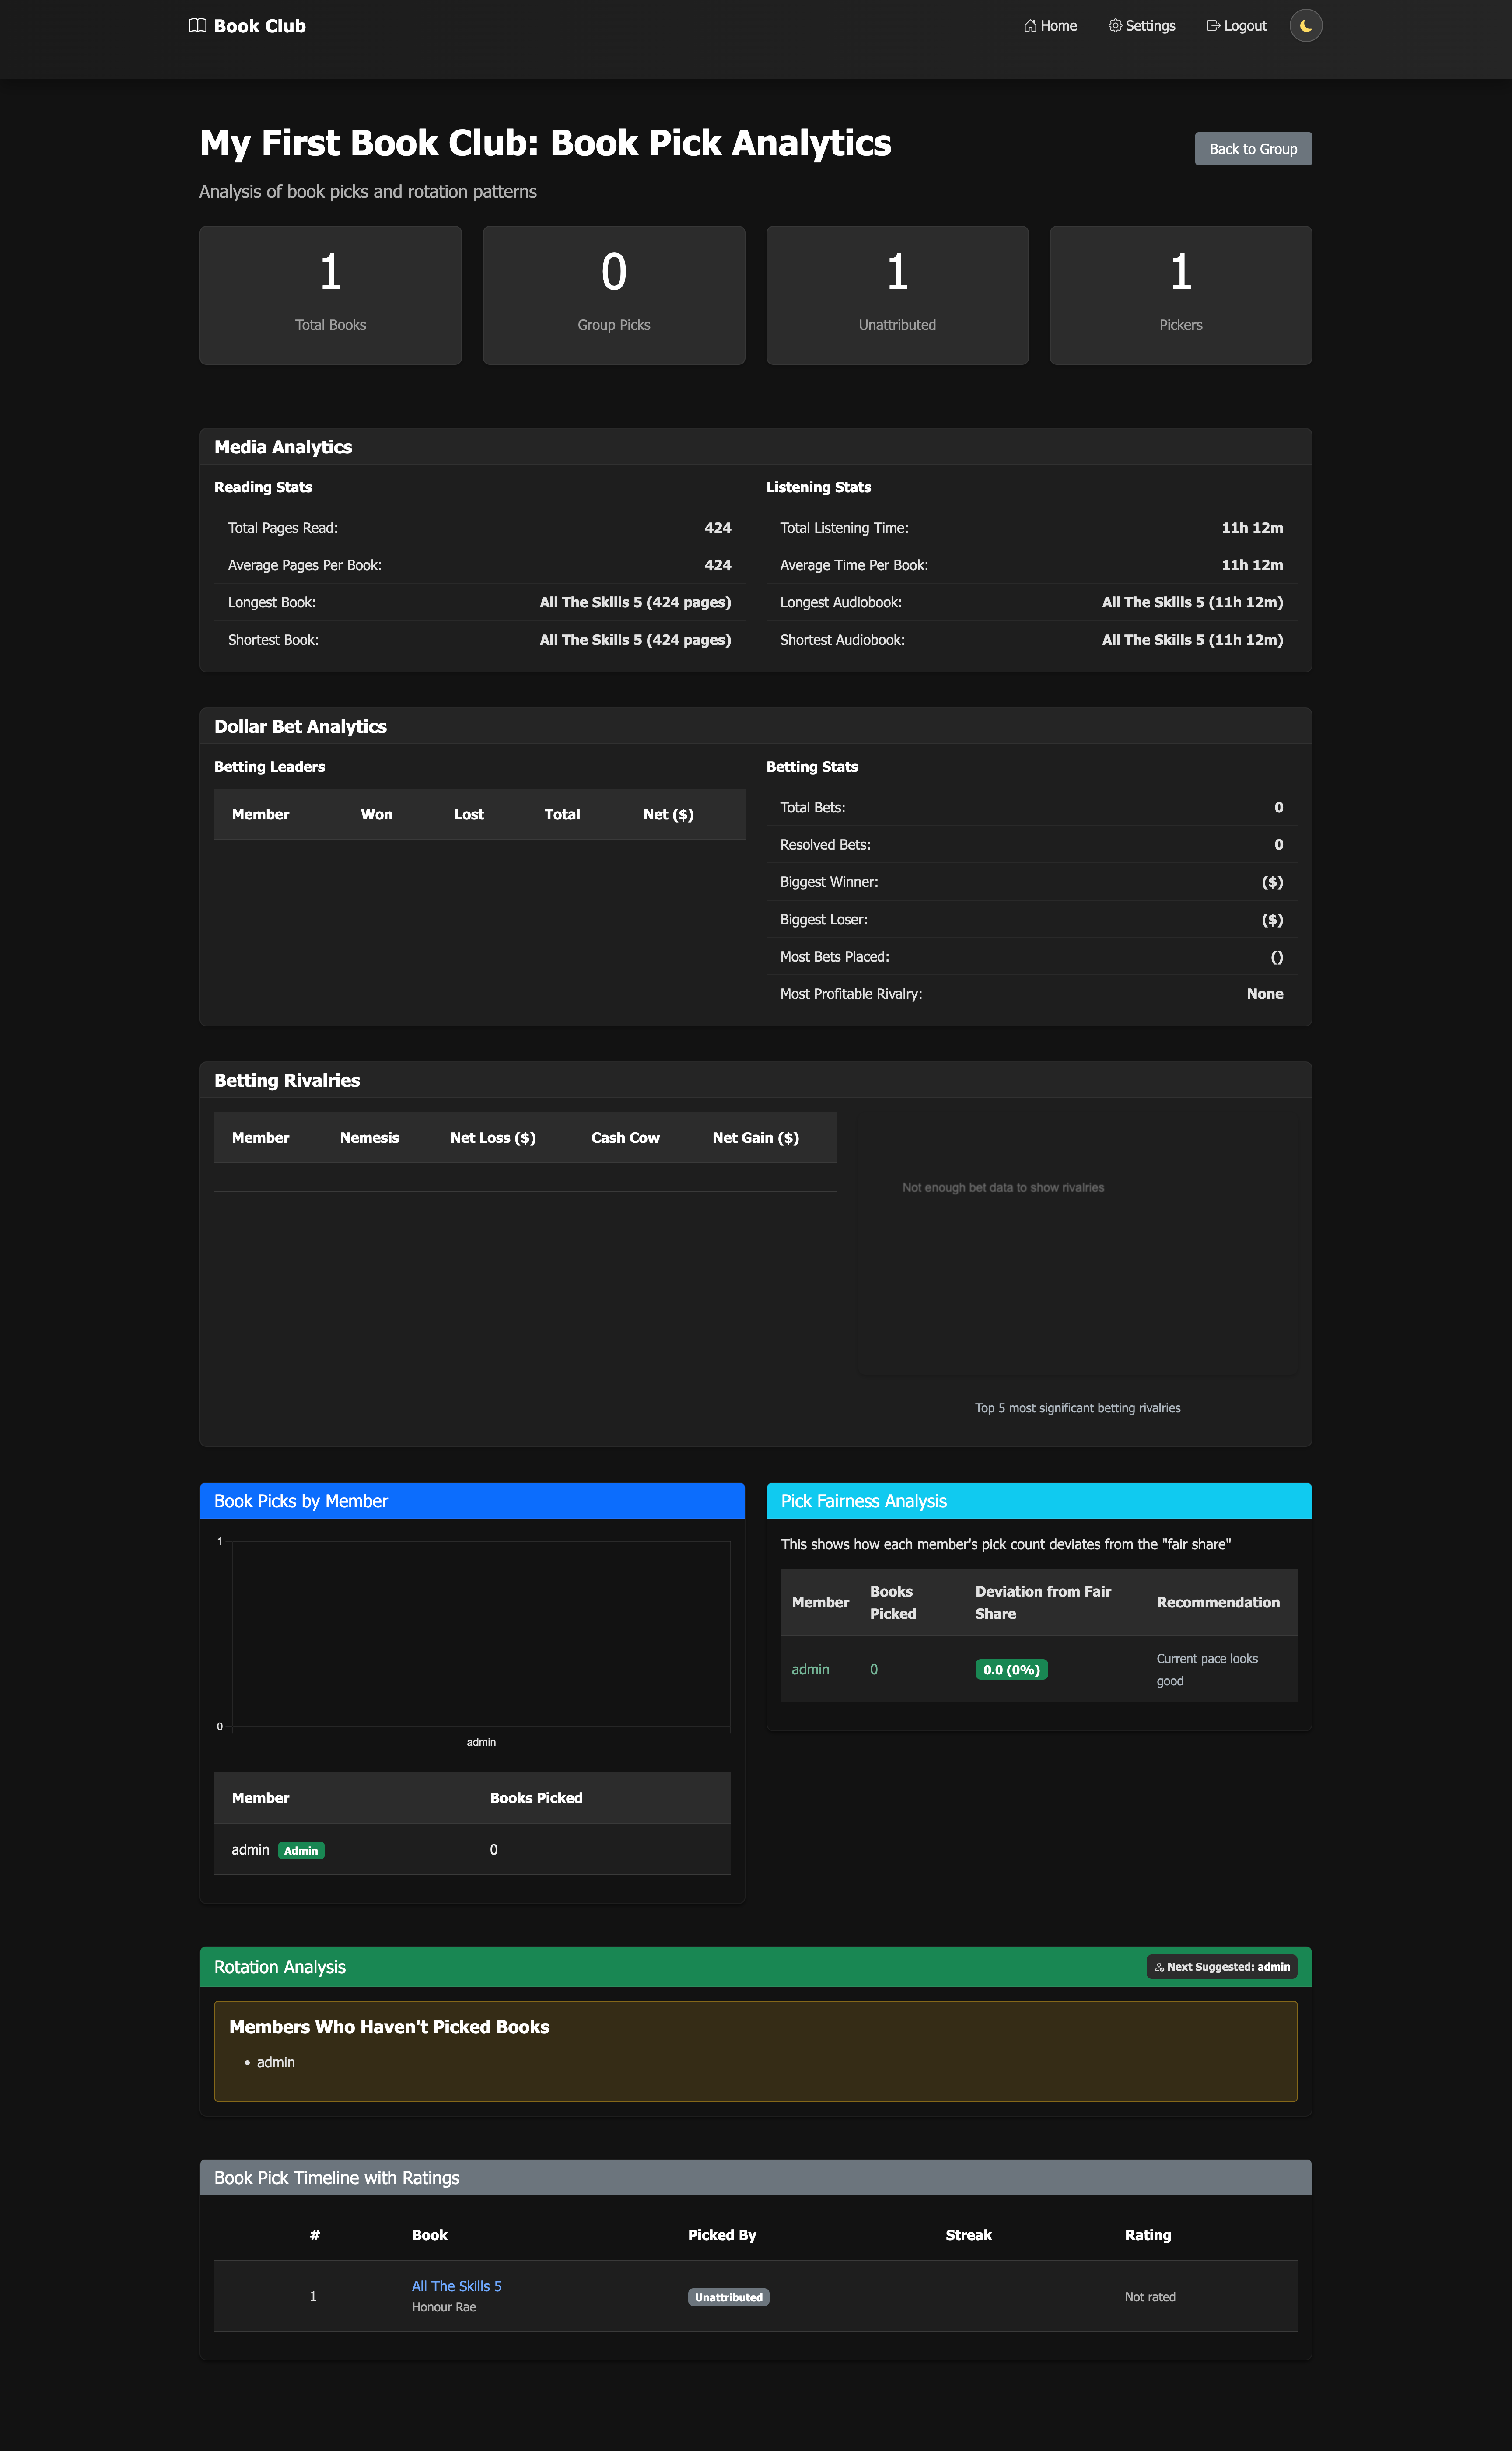 Book Club
Home Settings Logout
My First Book Club: Book Pick Analytics
Back to Group
Analysis of book picks and rotation patterns
1
Total Books
0
Group Picks
1
Unattributed
1
Pickers
Media Analytics
Reading Stats
Total Pages Read: 424
Average Pages Per Book: 424
Longest Book: All The Skills 5 (424 pages)
Shortest Book: All The Skills 5 (424 pages)
Listening Stats
Total Listening Time: 11h 12m
Average Time Per Book: 11h 12m
Longest Audiobook: All The Skills 5 (11h 12m)
Shortest Audiobook: All The Skills 5 (11h 12m)
Dollar Bet Analytics
Betting Leaders
Member Won Lost Total Net ($)
Betting Stats
Total Bets: 0
Resolved Bets: 0
Biggest Winner: ($)
Biggest Loser: ($)
Most Bets Placed: ()
Most Profitable Rivalry: None
Betting Rivalries
Member Nemesis Net Loss ($) Cash Cow Net Gain ($)
Not enough bet data to show rivalries
Top 5 most significant betting rivalries
Book Picks by Member
1
0
admin
Member Books Picked
admin Admin 0
Pick Fairness Analysis
This shows how each member's pick count deviates from the "fair share"
Member Books Picked Deviation from Fair Share Recommendation
admin 0 0.0 (0%) Current pace looks good
Rotation Analysis
Next Suggested: admin
Members Who Haven't Picked Books
• admin
Book Pick Timeline with Ratings
# Book Picked By Streak Rating
1 All The Skills 5 Unattributed Not rated
Honour Rae